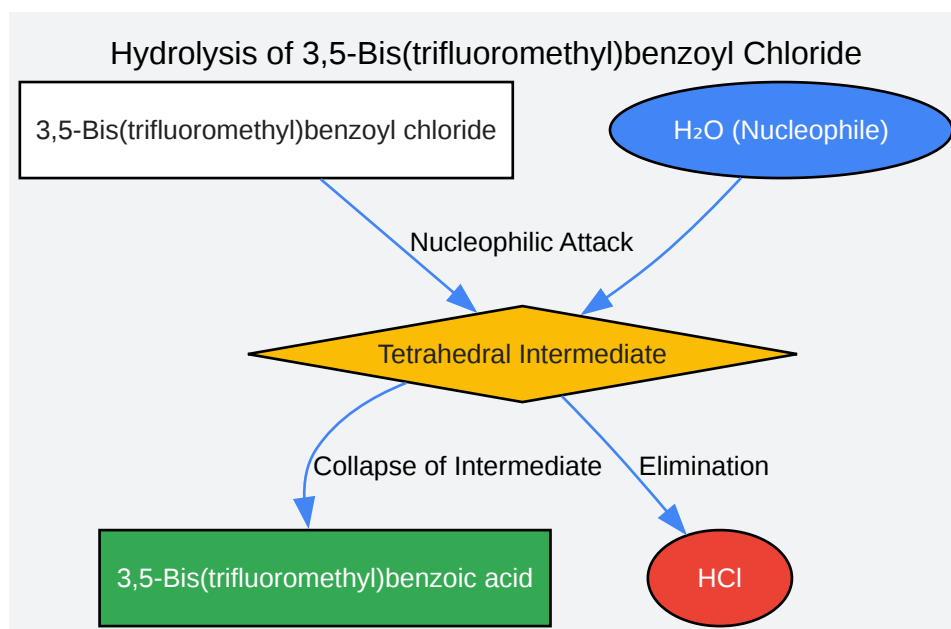 Hydrolysis of 3,5-Bis(trifluoromethyl)benzoyl Chloride
3,5-Bis(trifluoromethyl)benzoyl chloride
H₂O (Nucleophile)
Nucleophilic Attack
Tetrahedral Intermediate
Collapse of Intermediate
Elimination
3,5-Bis(trifluoromethyl)benzoic acid
HCl